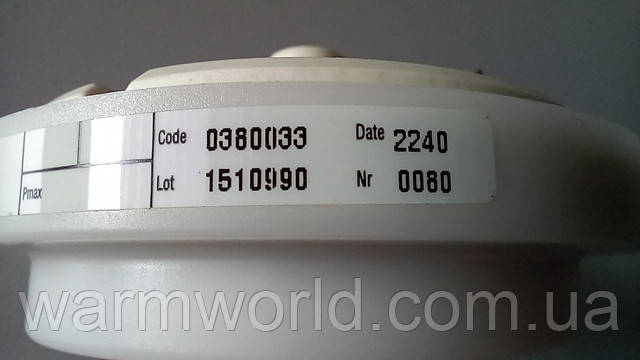 Code 0380033 Date 2240
Pmax Lot 1510990 Nr 0080
warmworld.com.ua